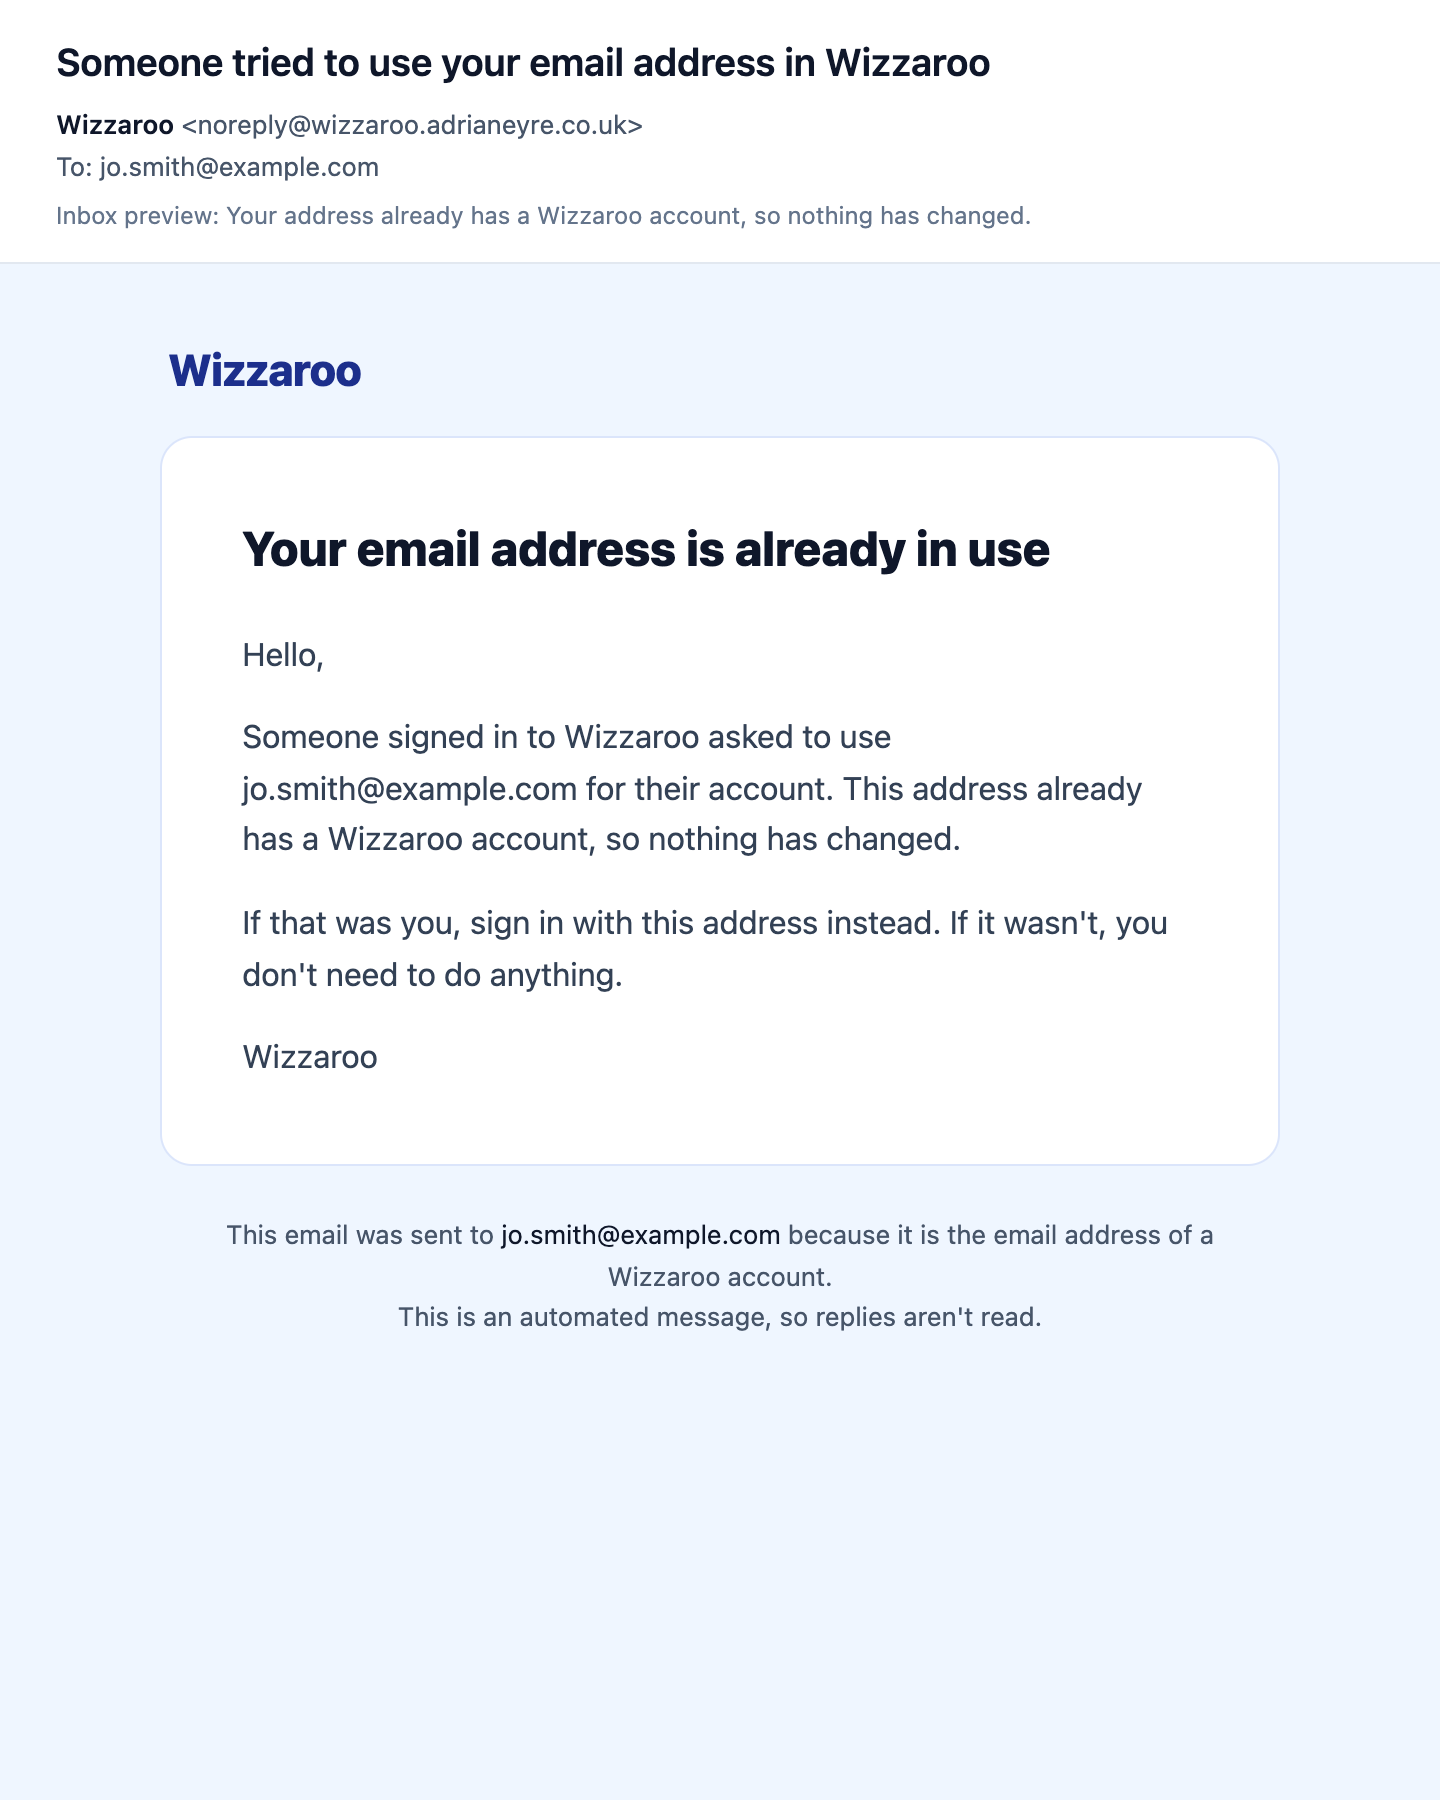 Someone tried to use your email address in Wizzaroo
Wizzaroo <noreply@wizzaroo.adrianeyre.co.uk>
To: jo.smith@example.com
Inbox preview: Your address already has a Wizzaroo account, so nothing has changed.
Wizzaroo
Your email address is already in use
Hello,
Someone signed in to Wizzaroo asked to use
jo.smith@example.com for their account. This address already
has a Wizzaroo account, so nothing has changed.
If that was you, sign in with this address instead. If it wasn't, you
don't need to do anything.
Wizzaroo
This email was sent to jo.smith@example.com because it is the email address of a
Wizzaroo account.
This is an automated message, so replies aren't read.